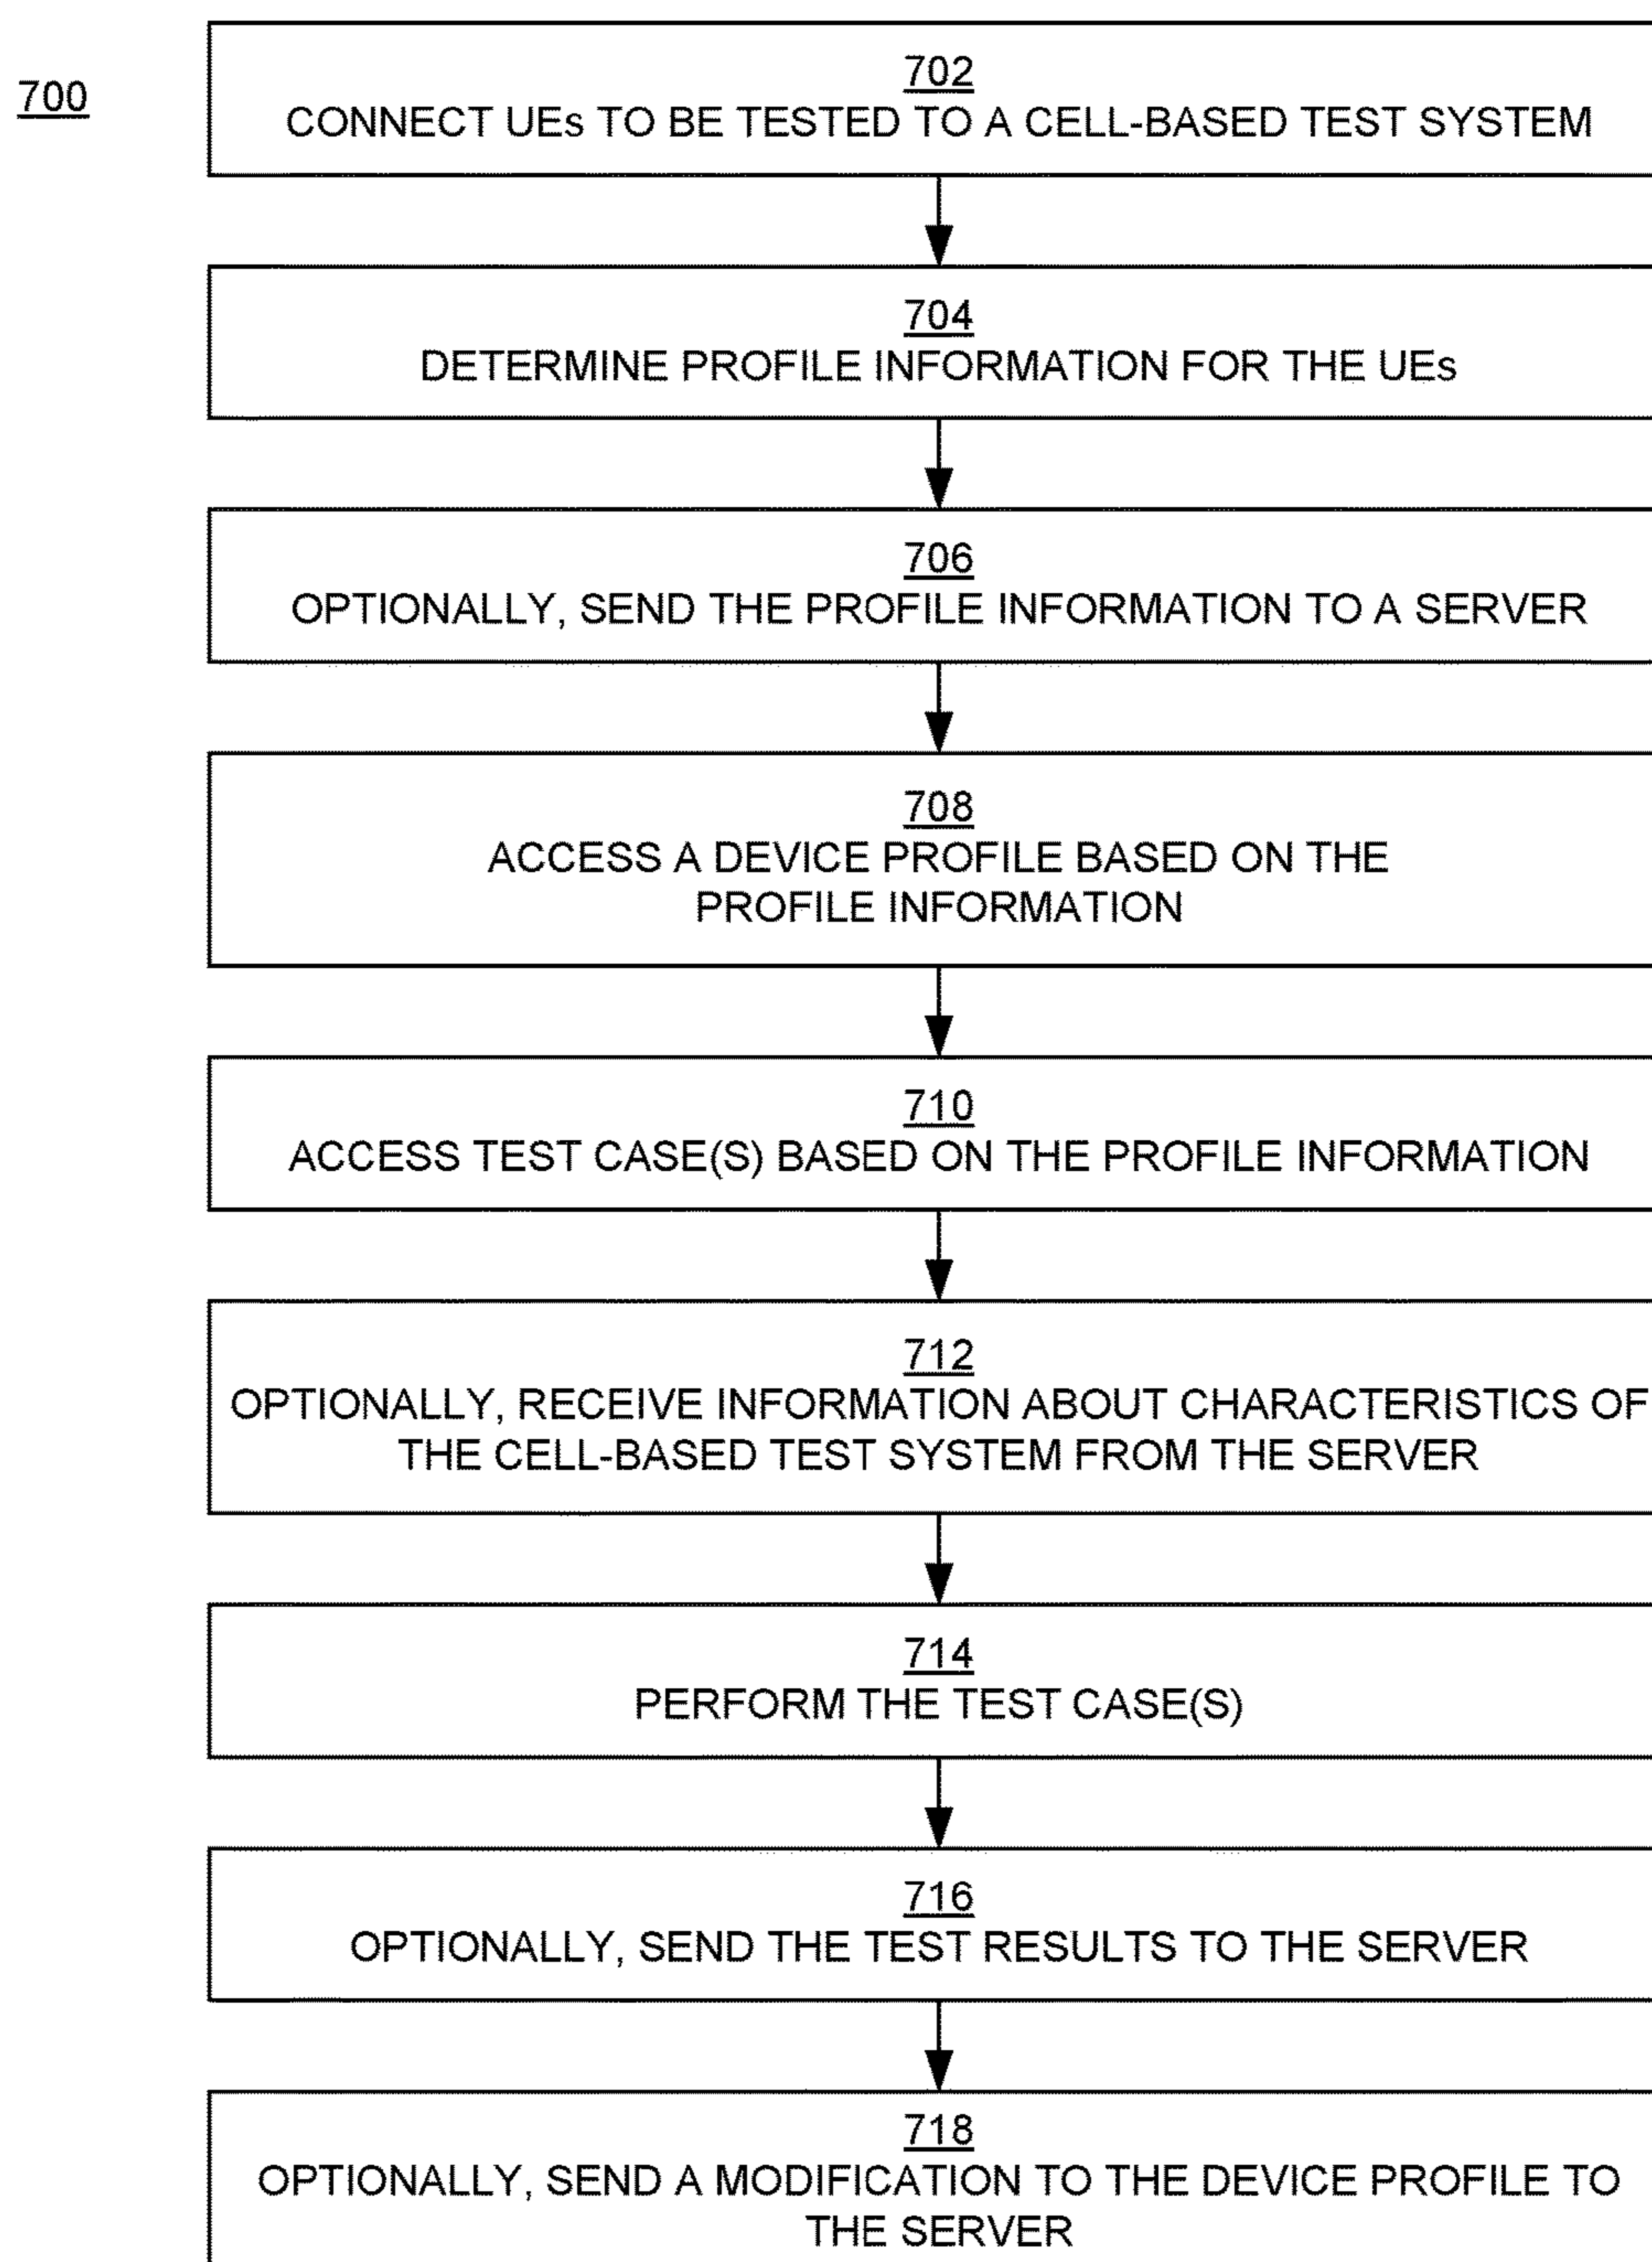 700
702
CONNECT UEs TO BE TESTED TO A CELL-BASED TEST SYSTEM
704
DETERMINE PROFILE INFORMATION FOR THE UEs
706
OPTIONALLY, SEND THE PROFILE INFORMATION TO A SERVER
708
ACCESS A DEVICE PROFILE BASED ON THE
PROFILE INFORMATION
710
ACCESS TEST CASE(S) BASED ON THE PROFILE INFORMATION
712
OPTIONALLY, RECEIVE INFORMATION ABOUT CHARACTERISTICS OF
THE CELL-BASED TEST SYSTEM FROM THE SERVER
714
PERFORM THE TEST CASE(S)
716
OPTIONALLY, SEND THE TEST RESULTS TO THE SERVER
718
OPTIONALLY, SEND A MODIFICATION TO THE DEVICE PROFILE TO
THE SERVER